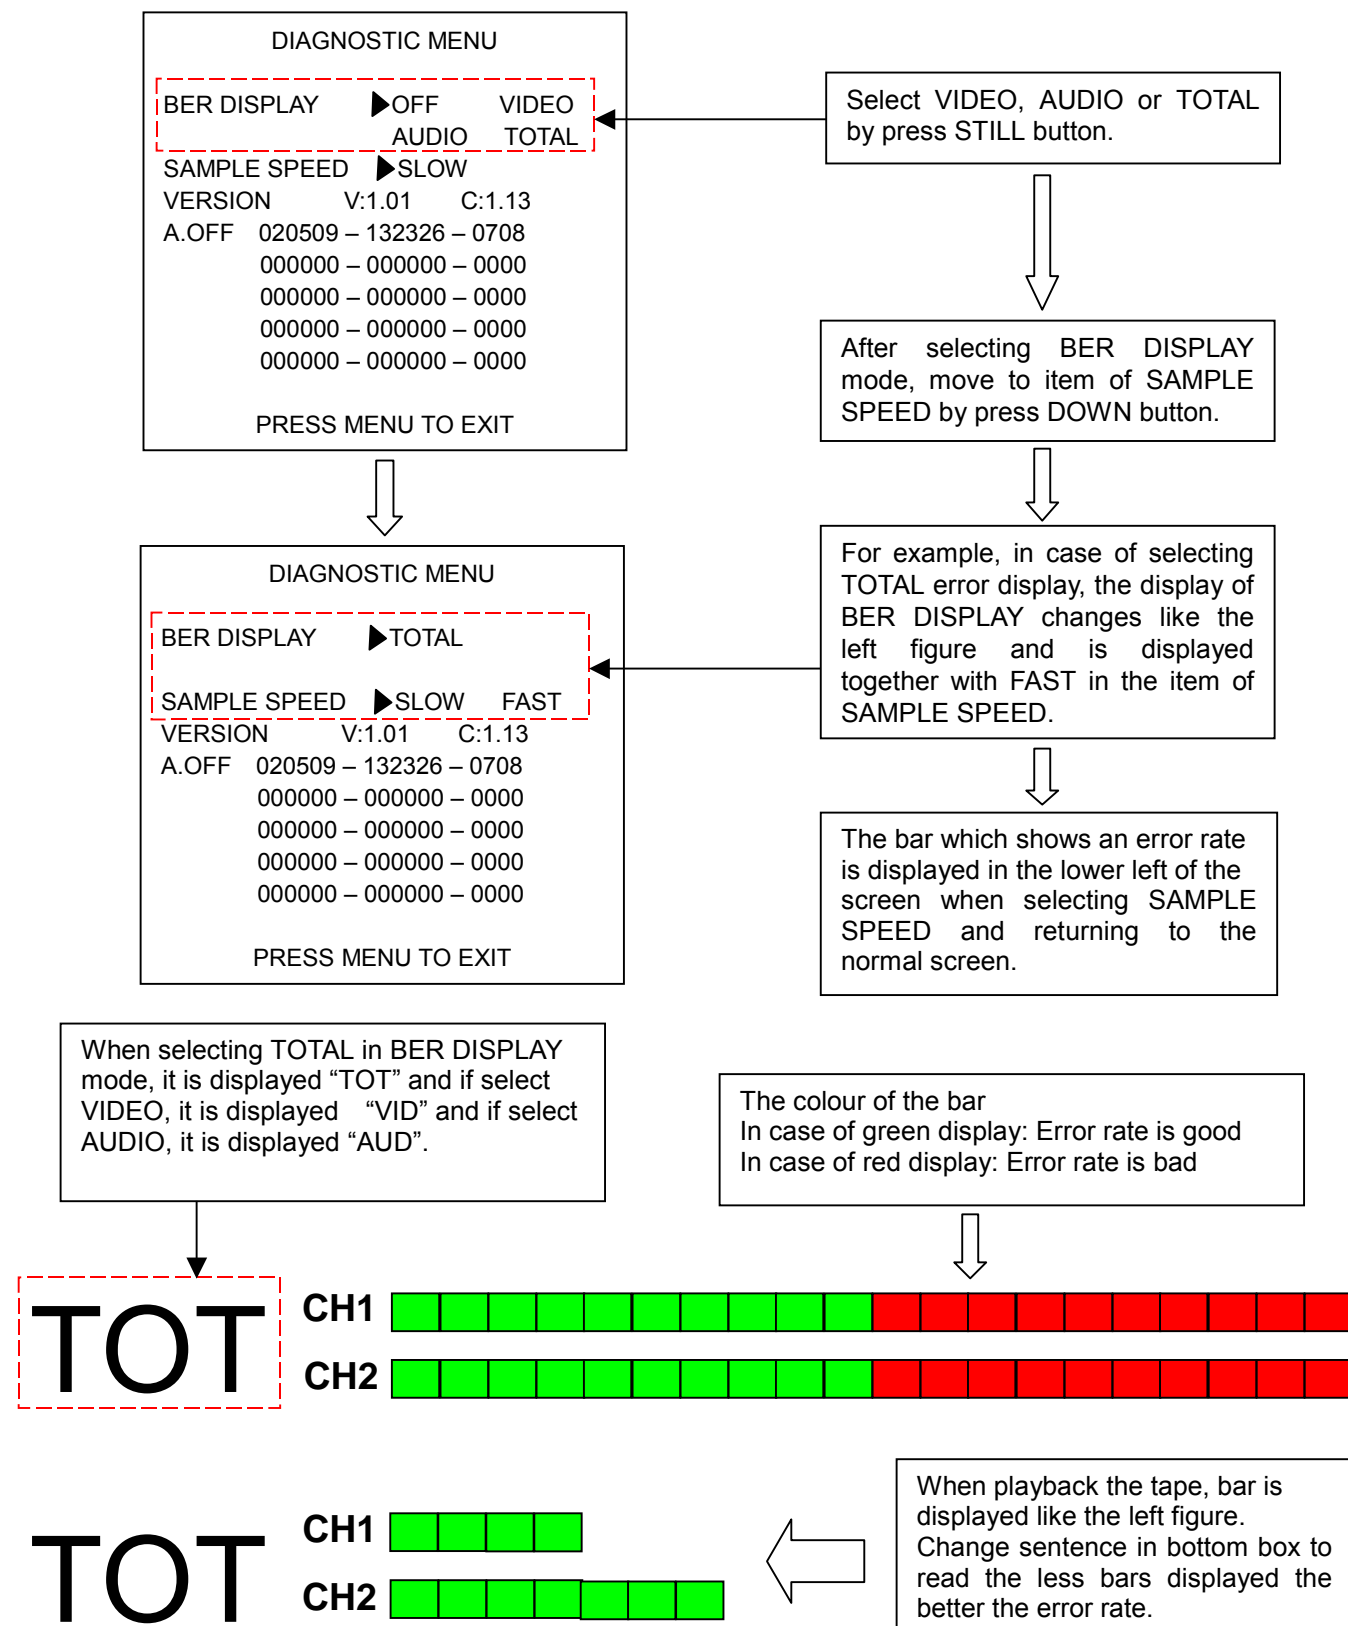 DIAGNOSTIC MENU
BER DISPLAY ▶OFF VIDEO
AUDIO TOTAL
SAMPLE SPEED ▶SLOW
VERSION V:1.01 C:1.13
A.OFF 020509 – 132326 – 0708
000000 – 000000 – 0000
000000 – 000000 – 0000
000000 – 000000 – 0000
000000 – 000000 – 0000
PRESS MENU TO EXIT
Select VIDEO, AUDIO or TOTAL
by press STILL button.
After selecting BER DISPLAY
mode, move to item of SAMPLE
SPEED by press DOWN button.
DIAGNOSTIC MENU
BER DISPLAY ▶TOTAL
SAMPLE SPEED ▶SLOW FAST
VERSION V:1.01 C:1.13
A.OFF 020509 – 132326 – 0708
000000 – 000000 – 0000
000000 – 000000 – 0000
000000 – 000000 – 0000
000000 – 000000 – 0000
PRESS MENU TO EXIT
For example, in case of selecting
TOTAL error display, the display of
BER DISPLAY changes like the
left figure and is displayed
together with FAST in the item of
SAMPLE SPEED.
The bar which shows an error rate
is displayed in the lower left of the
screen when selecting SAMPLE
SPEED and returning to the
normal screen.
When selecting TOTAL in BER DISPLAY
mode, it is displayed “TOT” and if select
VIDEO, it is displayed “VID” and if select
AUDIO, it is displayed “AUD”.
The colour of the bar
In case of green display: Error rate is good
In case of red display: Error rate is bad
TOT
CH1
CH2
TOT
CH1
CH2
When playback the tape, bar is
displayed like the left figure.
Change sentence in bottom box to
read the less bars displayed the
better the error rate.